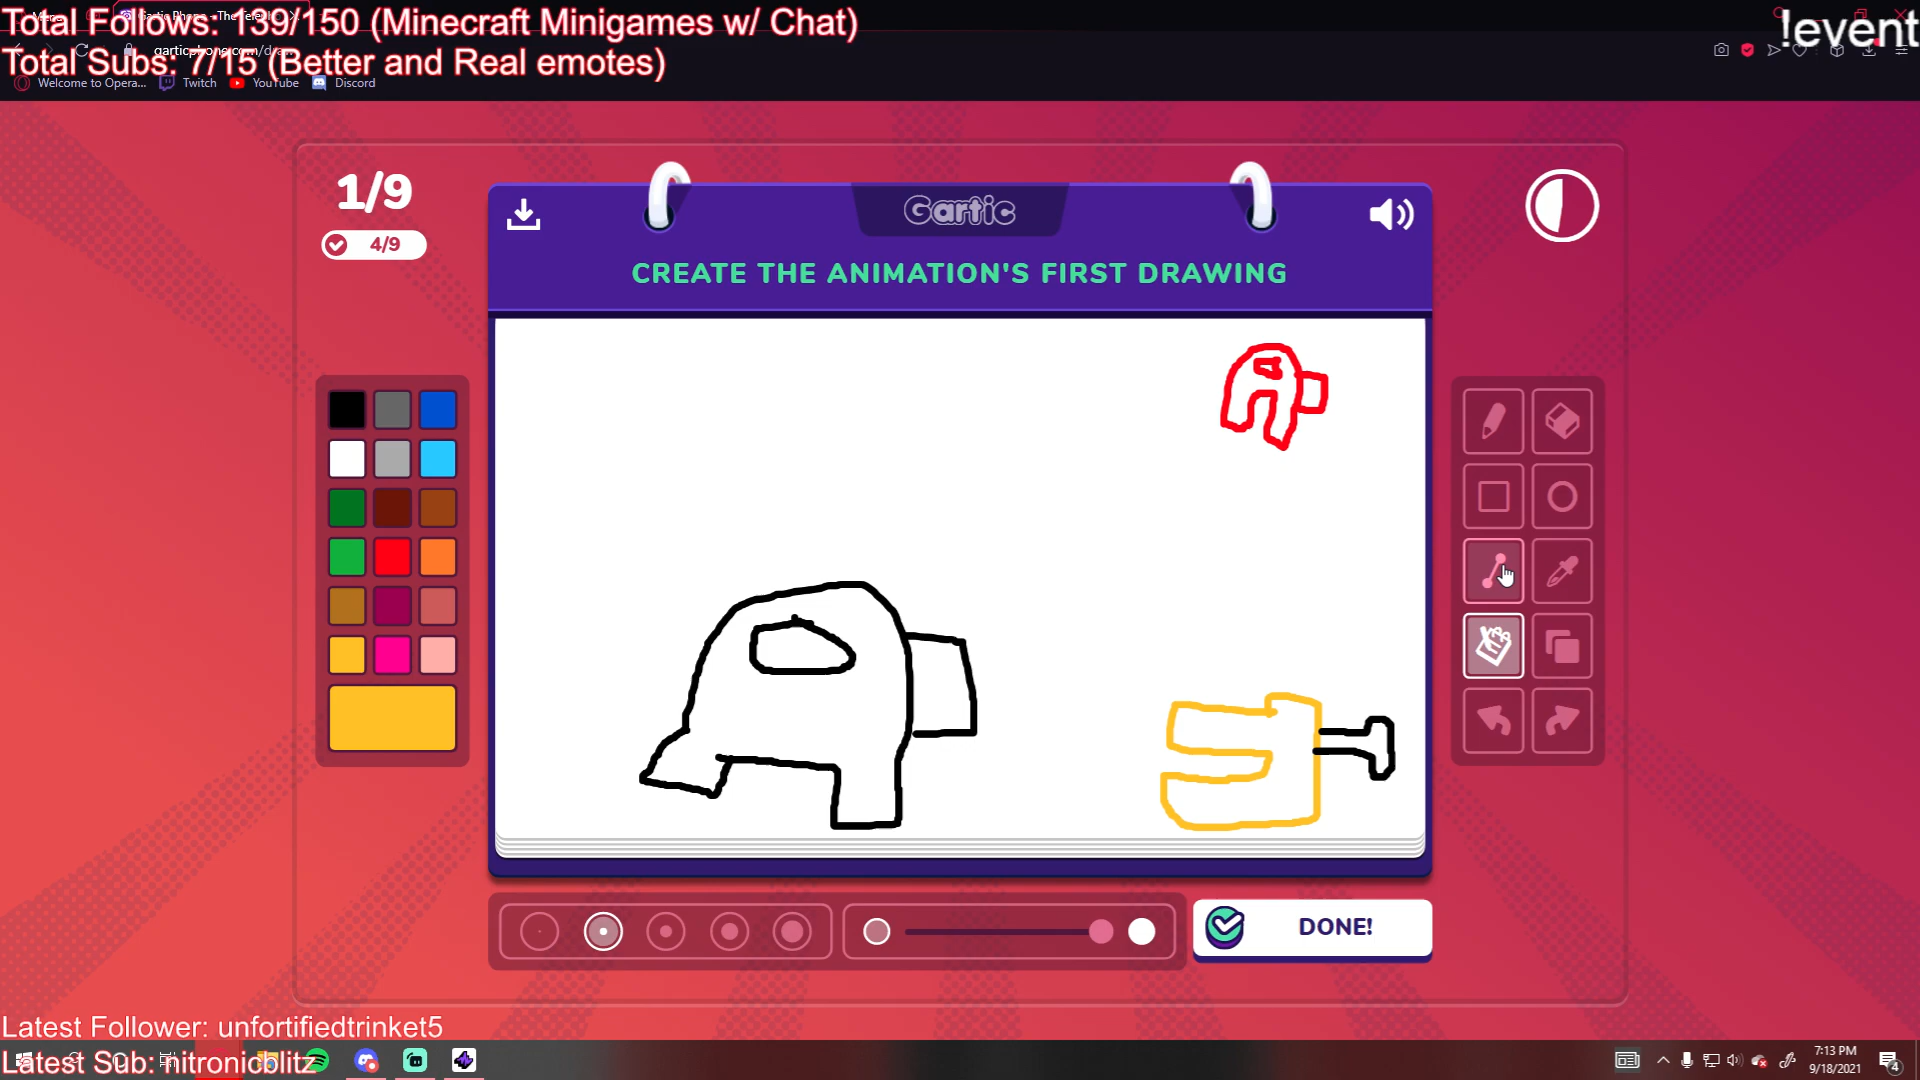 Total Follows: 139/150 (Minecraft Minigames w/ Chat)
!event
Total Subs: 7/15 (Better and Real emotes)
Welcome to Opera...
Twitch
YouTube
Discord
1/9
4/9
Gartic
CREATE THE ANIMATION'S FIRST DRAWING
DONE!
Latest Follower: unfortifiedtrinket5
Latest Sub: nitronicblitz
7:13 PM
9/18/2021
4